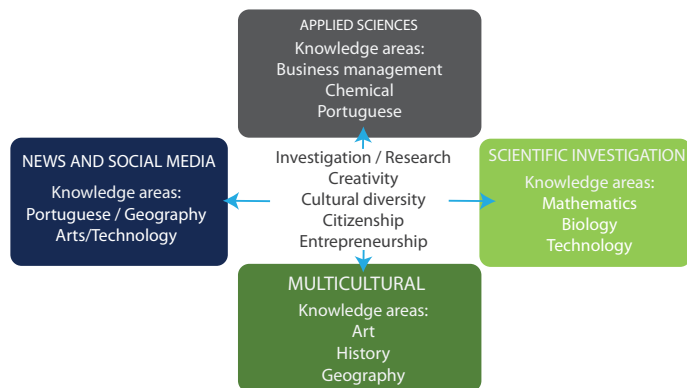 APPLIED SCIENCES
Knowledge areas:
Business management
Chemical
Portuguese
NEWS AND SOCIAL MEDIA
Knowledge areas:
Portuguese / Geography
Arts/Technology
Investigation / Research
Creativity
Cultural diversity
Citizenship
Entrepreneurship
SCIENTIFIC INVESTIGATION
Knowledge areas:
Mathematics
Biology
Technology
MULTICULTURAL
Knowledge areas:
Art
History
Geography